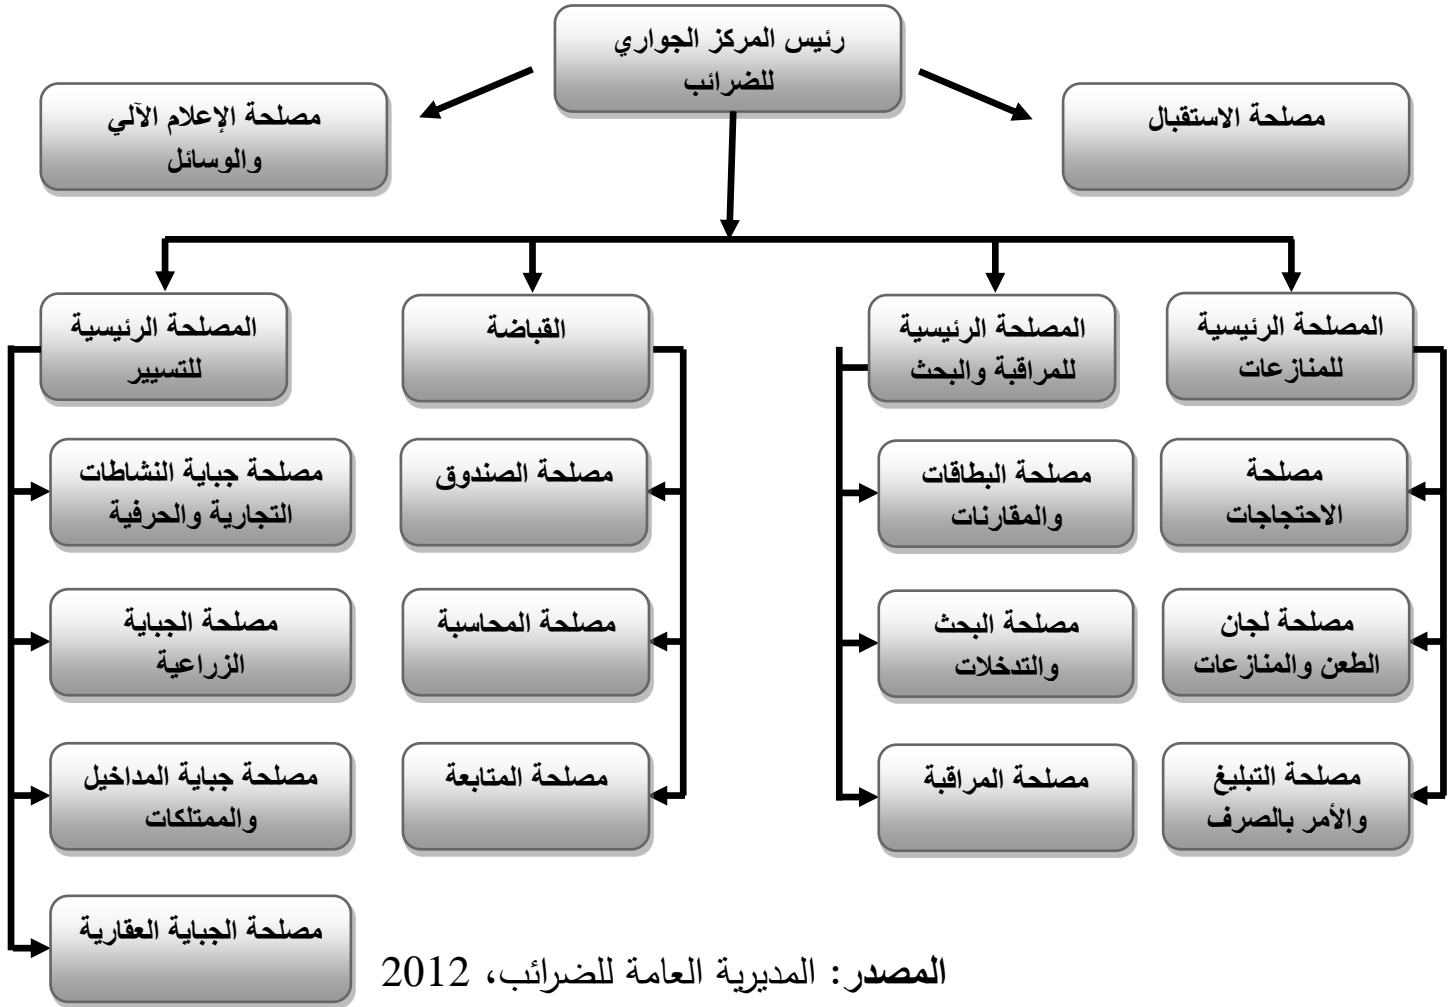 رئيس المركز الجواري
للضرائب
مصلحة الاستقبال
مصلحة الإعلام الآلي
والوسائل
المصلحة الرئيسية
للمنازعات
المصلحة الرئيسية
للمراقبة والبحث
القباضة
المصلحة الرئيسية
للتسيير
مصلحة
الاحتجاجات
مصلحة البطاقات
والمقارنات
مصلحة الصندوق
مصلحة جباية النشاطات
التجارية والحرفية
مصلحة لجان
الطعن والمنازعات
مصلحة البحث
والتدخلات
مصلحة المحاسبة
مصلحة الجباية
الزراعية
مصلحة التبليغ
والأمر بالصرف
مصلحة المراقبة
مصلحة المتابعة
مصلحة جباية المداخيل
والممتلكات
مصلحة الجباية العقارية
المصدر: المديرية العامة للضرائب، 2012